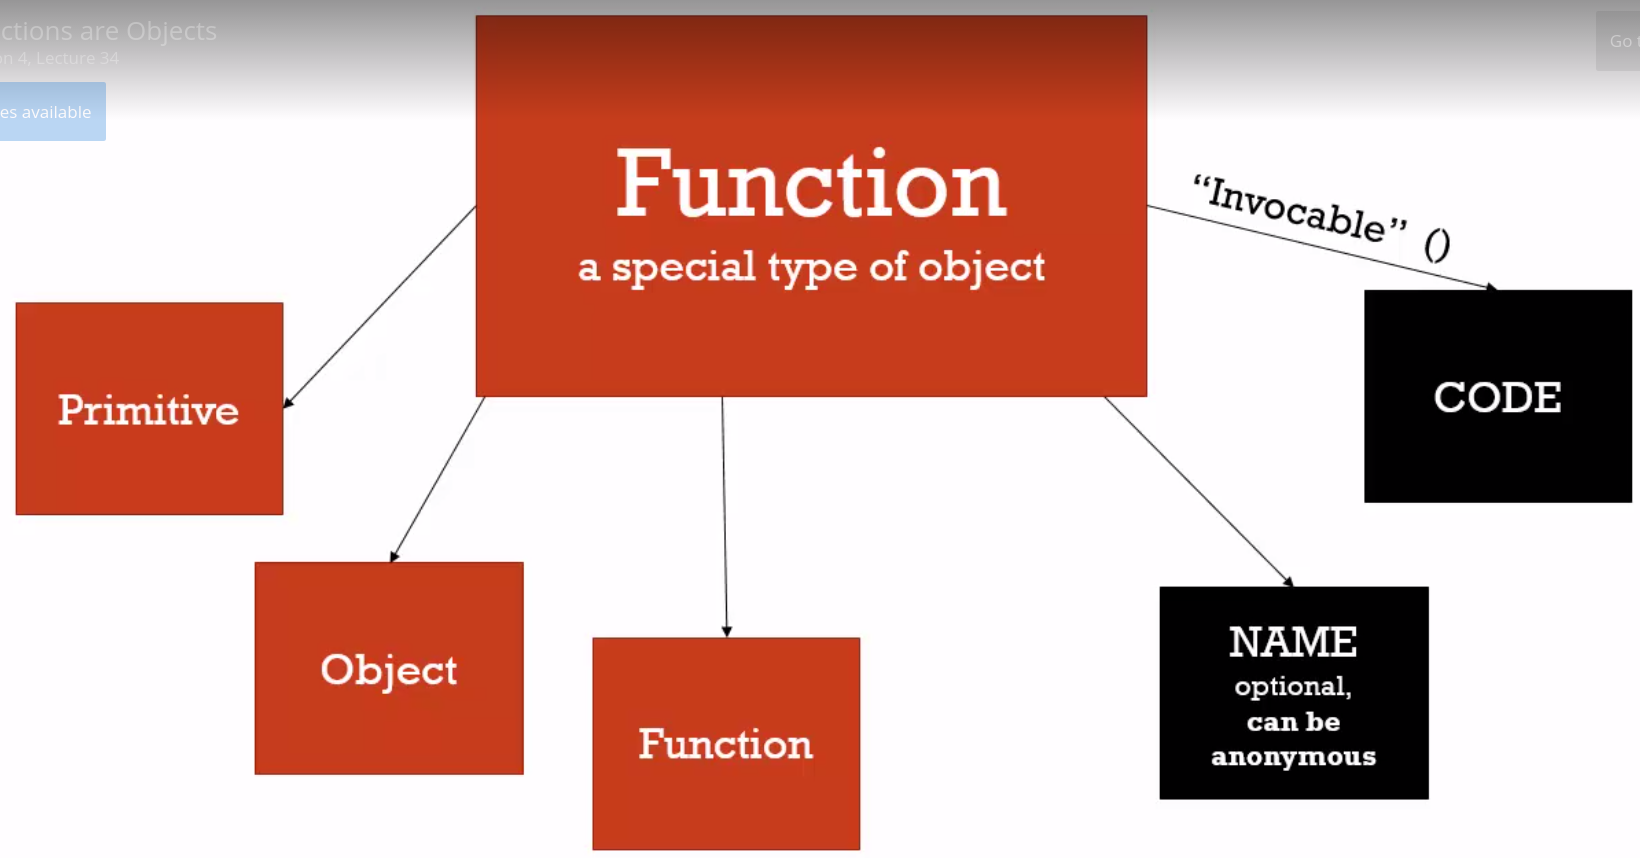 ctions are Objects
on 4, Lecture 34
es available
Go t
Function
a special type of object
"Invocable" ()
Primitive
CODE
Object
Function
NAME
optional,
can be
anonymous